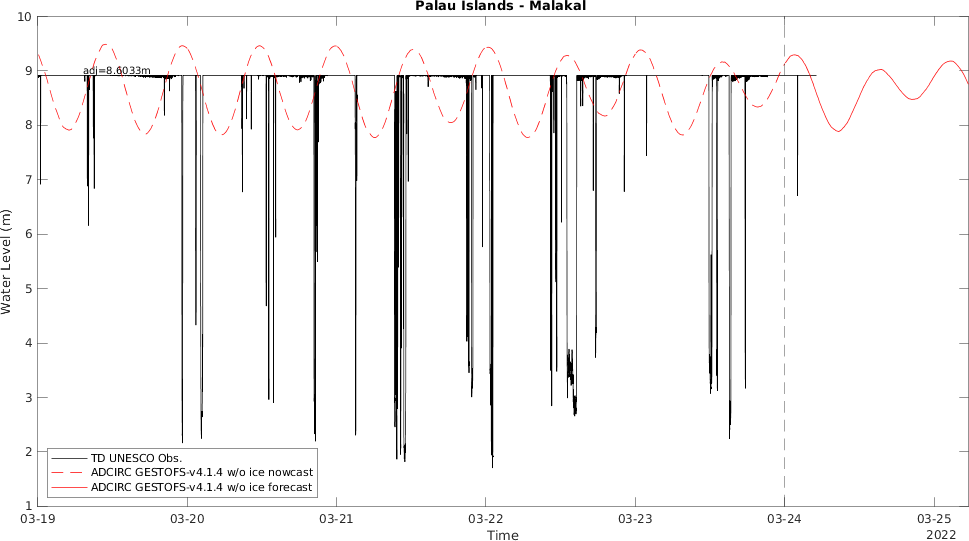 Palau Islands - Malakal
10
9
8
7
6
5
4
3
2
1
Water Level (m)
adj=8.6033m
TD UNESCO Obs.
ADCIRC GESTOFS-v4.1.4 w/o ice nowcast
ADCIRC GESTOFS-v4.1.4 w/o ice forecast
03-19 03-20 03-21 03-22 03-23 03-24 03-25
Time
2022